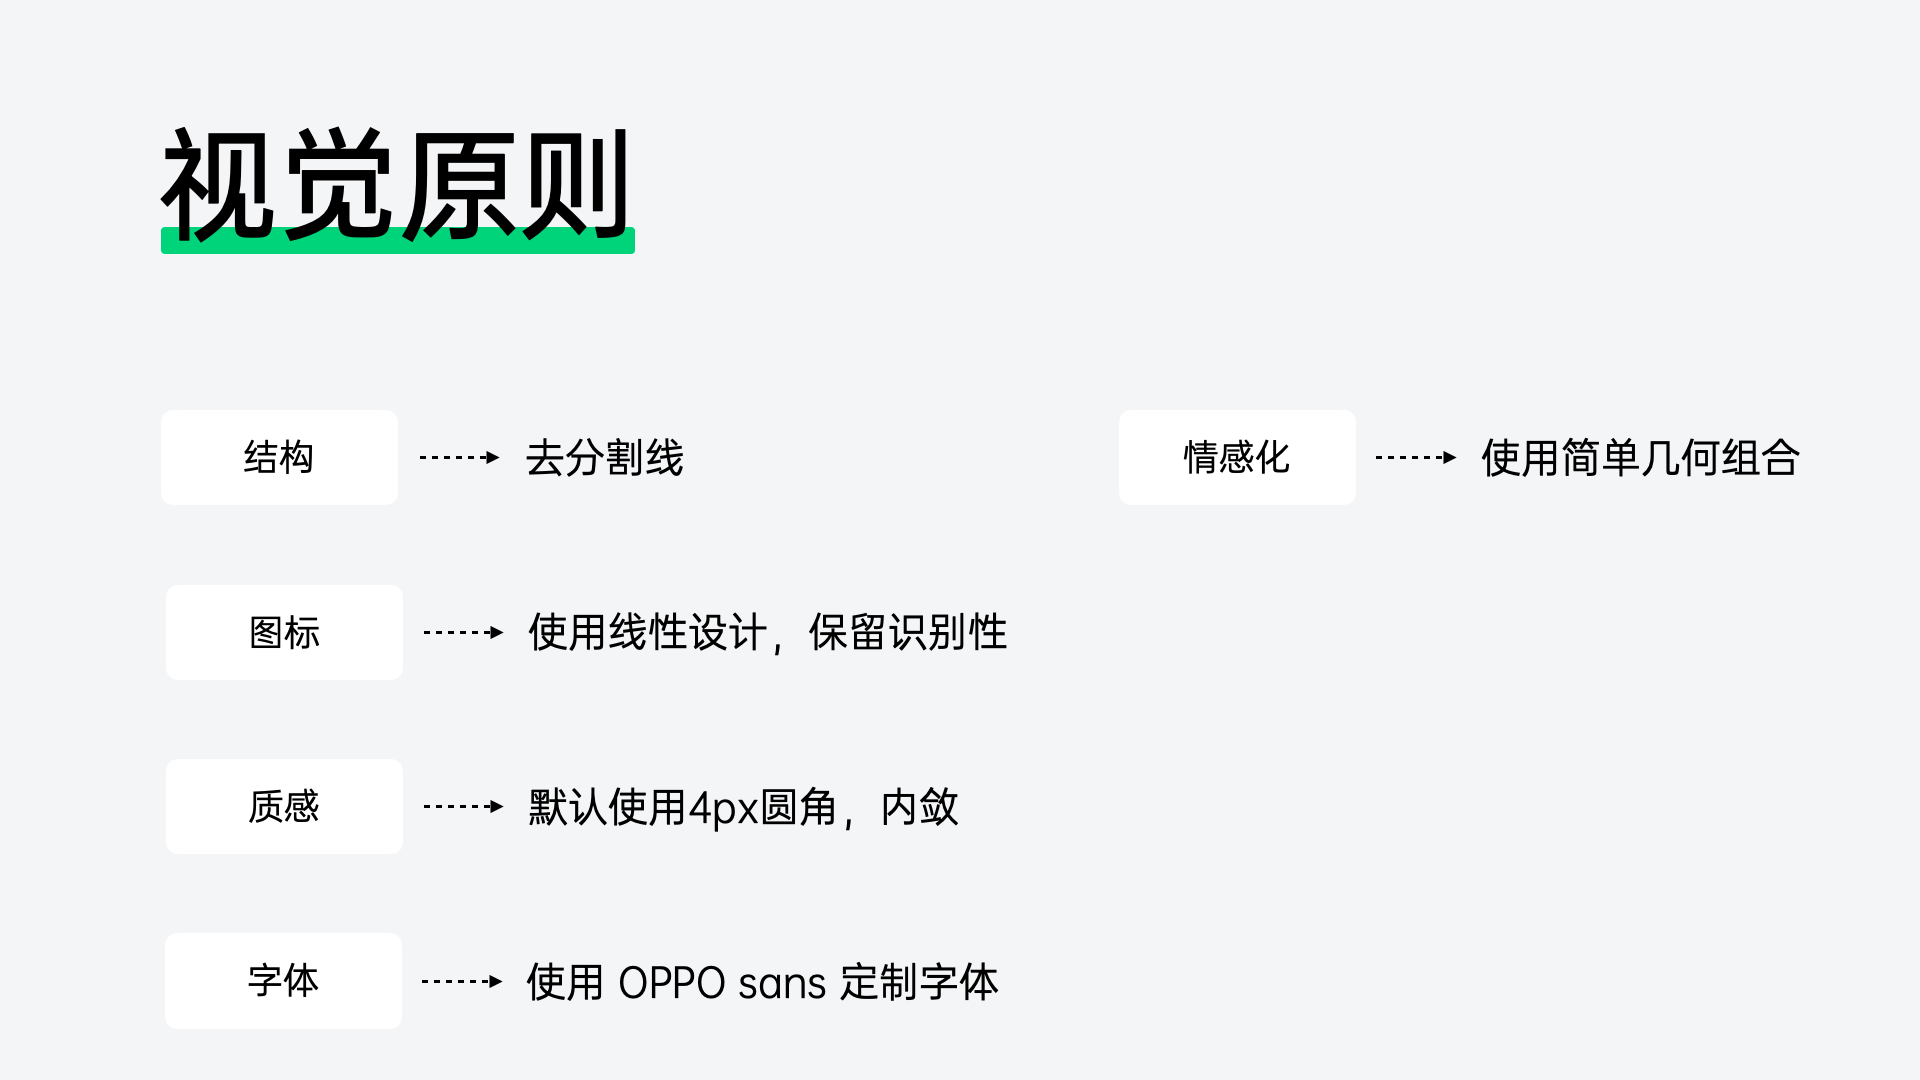 视觉原则
结构
去分割线
图标
使用线性设计，保留识别性
质感
默认使用4px圆角，内敛
字体
使用 OPPO sans 定制字体
情感化
使用简单几何组合